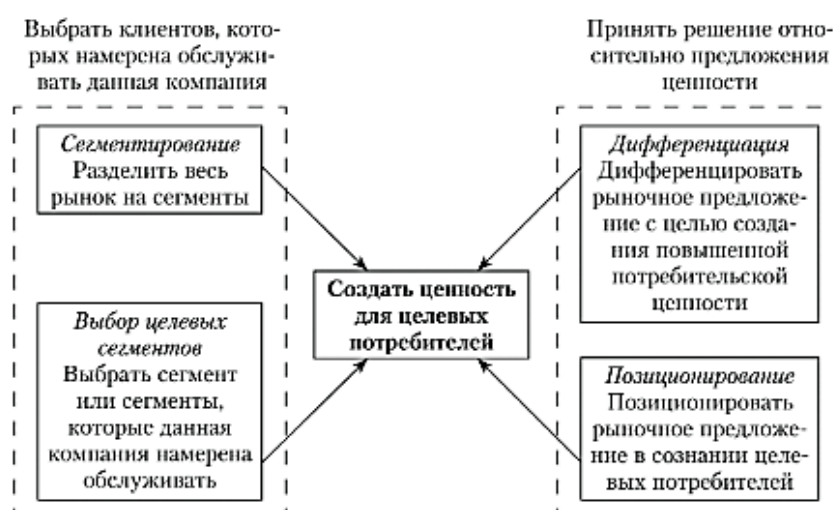 Выбрать клиентов, кото-
рых намерена обслужи-
вать данная компания
Сегментирование
Разделить весь
рынок на сегменты
Выбор целевых
сегментов
Выбрать сегмент
или сегменты,
которые данная
компания намерена
обслуживать
Создать ценность
для целевых
потребителей
Принять решение отно-
сительно предложения
ценности
Дифференциация
Дифференцировать
рыночное предложе-
ние с целью созда-
ния повышенной
потребительской
ценности
Позиционирование
Позиционировать
рыночное предложе-
ние в сознании целе-
вых потребителей